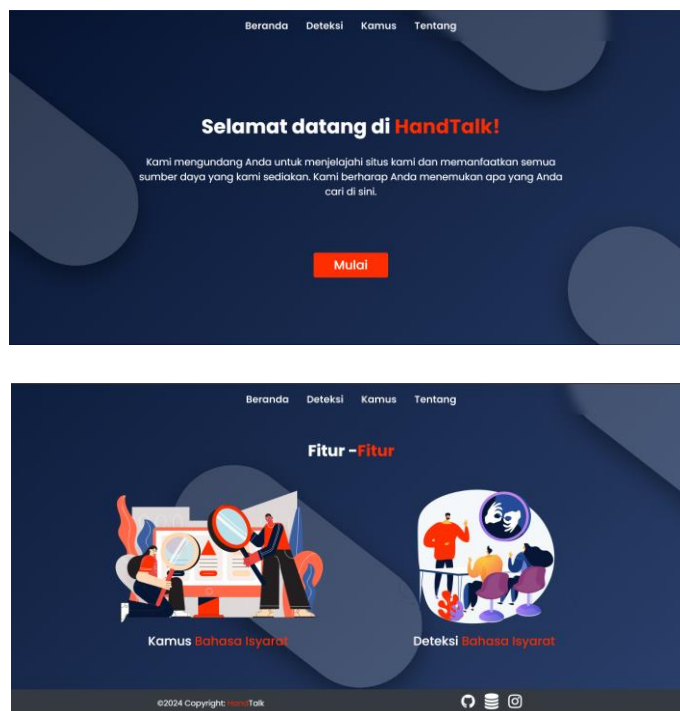 Beranda Deteksi Kamus Tentang
Selamat datang di HandTalk!
Kami mengundang Anda untuk menjelajahi situs kami dan memanfaatkan semua
sumber daya yang kami sediakan. Kami berharap Anda menemukan apa yang Anda
cari di sini.
Mulai
Beranda Deteksi Kamus Tentang
Fitur -Fitur
Kamus Bahasa Isyarat
Deteksi Bahasa Isyarat
©2024 Copyright: HandTalk